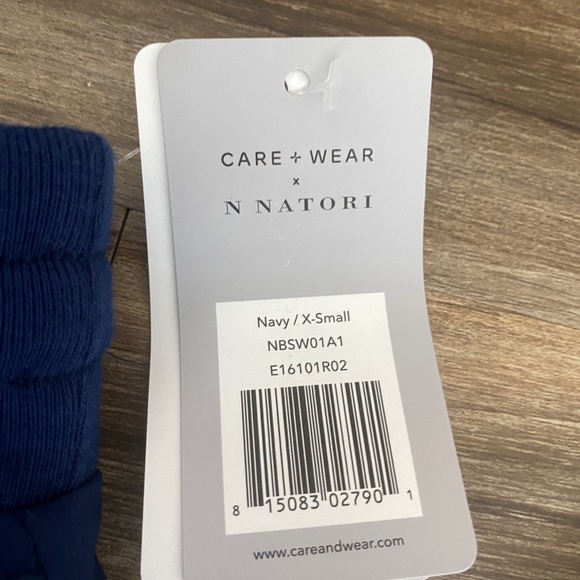 CARE + WEAR
x
N NATORI
Navy / X-Small
NBSW01A1
E16101R02
8 15083 02790 1
www.careandwear.com